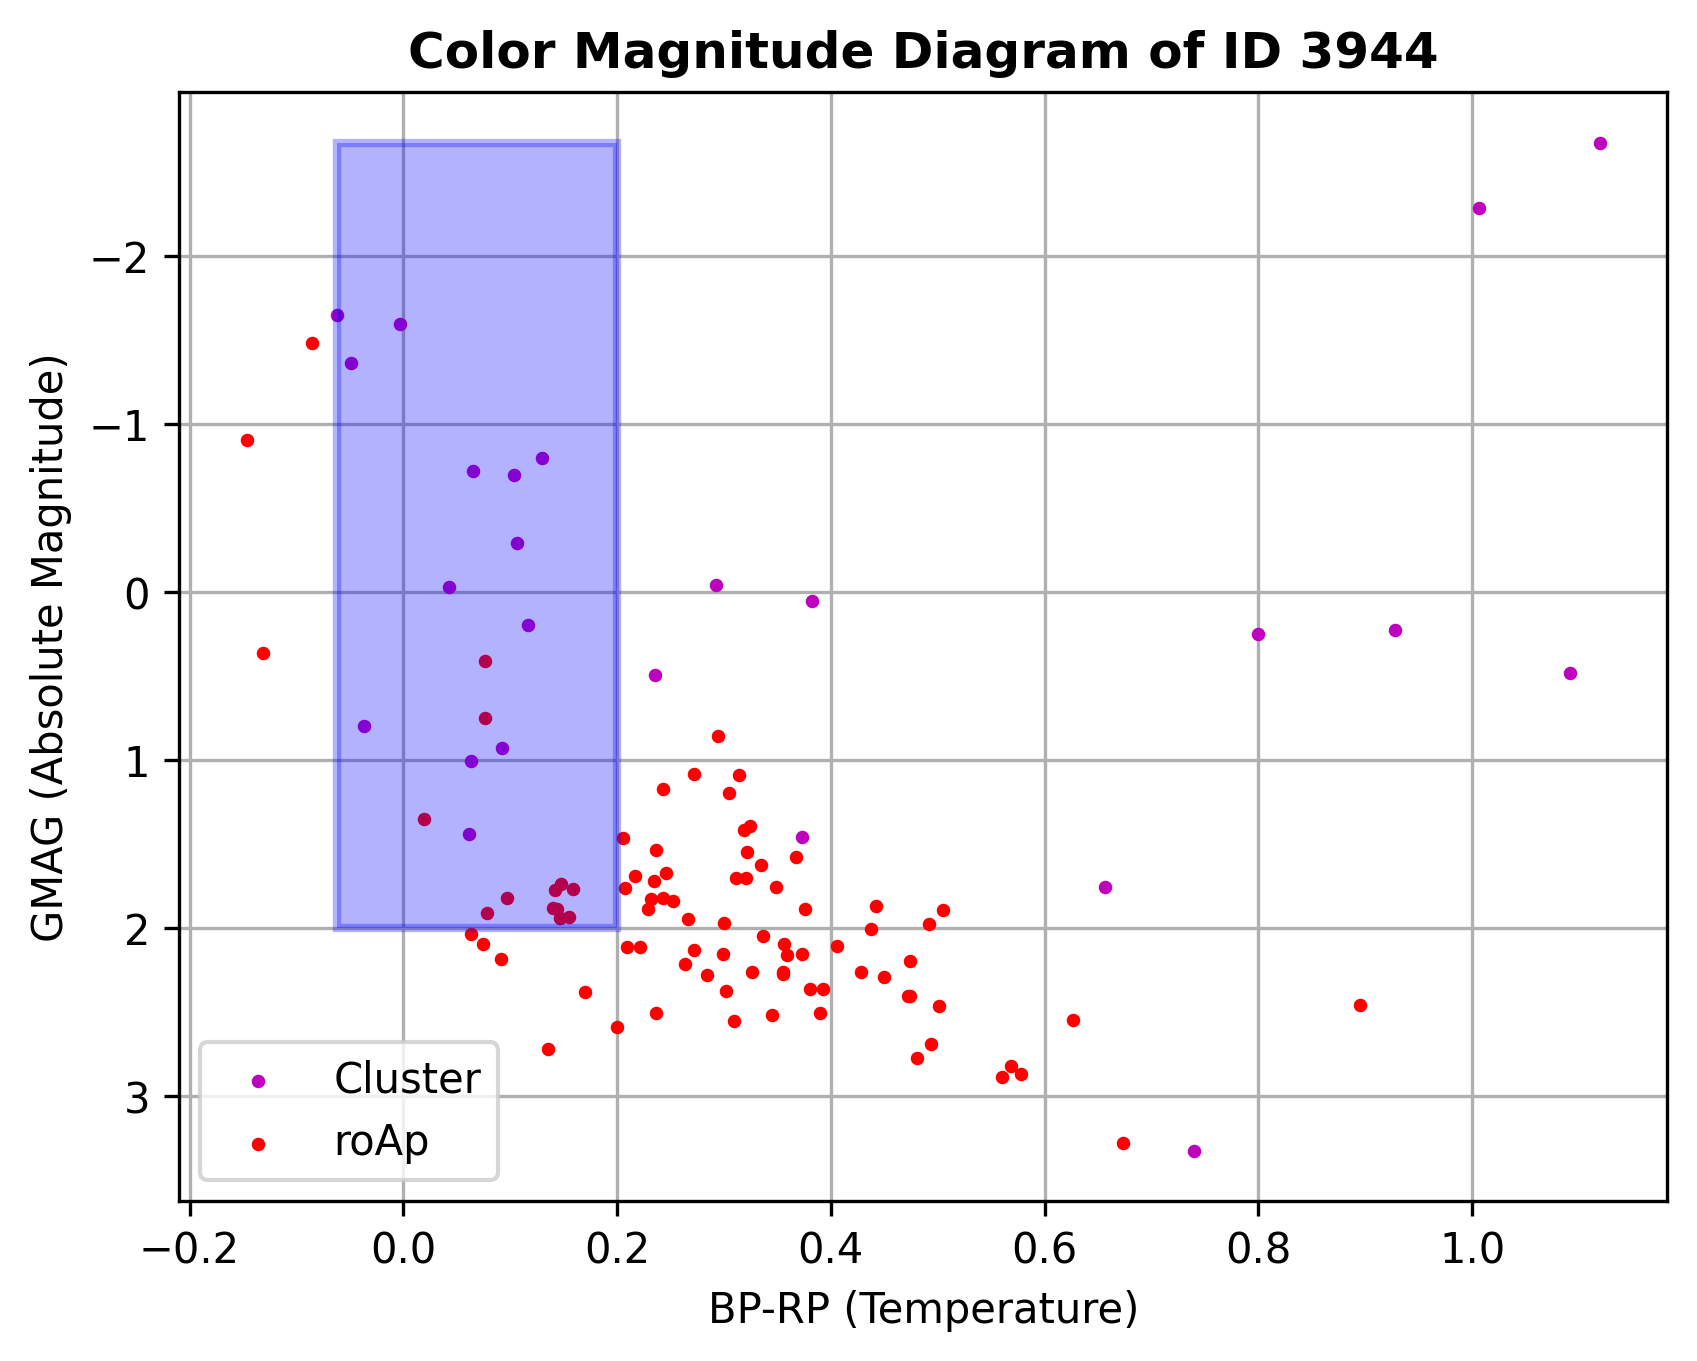 Color Magnitude Diagram of ID 3944
GMAG (Absolute Magnitude)
−2
−1
0
1
2
3
Cluster
roAp
−0.2 0.0 0.2 0.4 0.6 0.8 1.0
BP-RP (Temperature)